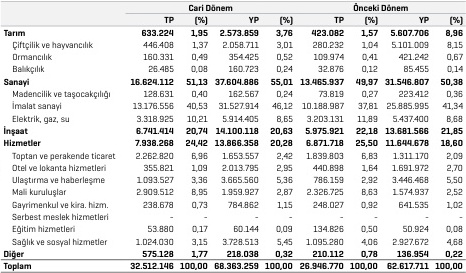 Cari Dönem Önceki Dönem
TP (%) YP (%) TP (%) YP (%)
Tarım 633.224 1,95 2.573.859 3,76 423.082 1,57 5.607.706 8,96
Çiftçilik ve hayvancılık 446.408 1,37 2.058.711 3,01 280.232 1,04 5.101.009 8,15
Ormancılık 160.331 0,49 354.425 0,52 109.974 0,41 421.242 0,67
Balıkçılık 26.485 0,08 160.723 0,24 32.876 0,12 85.455 0,14
Sanayi 16.624.112 51,13 37.604.886 55,01 13.465.937 49,97 31.546.807 50,38
Madencilik ve taşocakçılığı 128.631 0,40 162.567 0,24 73.819 0,27 223.412 0,36
İmalat sanayi 13.176.556 40,53 31.527.914 46,12 10.188.987 37,81 25.885.995 41,34
Elektrik, gaz, su 3.318.925 10,21 5.914.405 8,65 3.203.131 11,89 5.437.400 8,68
İnşaat 6.741.414 20,74 14.100.118 20,63 5.975.921 22,18 13.681.566 21,85
Hizmetler 7.938.268 24,42 13.866.358 20,28 6.871.718 25,50 11.644.678 18,60
Toptan ve perakende ticaret 2.262.820 6,96 1.653.557 2,42 1.839.803 6,83 1.311.170 2,09
Otel ve lokanta hizmetleri 355.821 1,09 2.013.795 2,95 440.898 1,64 1.691.972 2,70
Ulaştırma ve haberleşme 1.093.527 3,36 3.665.560 5,36 786.159 2,92 3.446.468 5,50
Mali kuruluşlar 2.909.512 8,95 1.959.927 2,87 2.326.725 8,63 1.574.937 2,52
Gayrimenkul ve kira. hizm. 238.678 0,73 784.862 1,15 248.027 0,92 641.535 1,02
Serbest meslek hizmetleri - - - - - - - -
Eğitim hizmetleri 53.880 0,17 60.144 0,09 134.826 0,50 50.924 0,08
Sağlık ve sosyal hizmetler 1.024.030 3,15 3.728.513 5,45 1.095.280 4,06 2.927.672 4,68
Diğer 575.128 1,77 218.038 0,32 210.112 0,78 136.954 0,22
Toplam 32.512.146 100,00 68.363.259 100,00 26.946.770 100,00 62.617.711 100,00